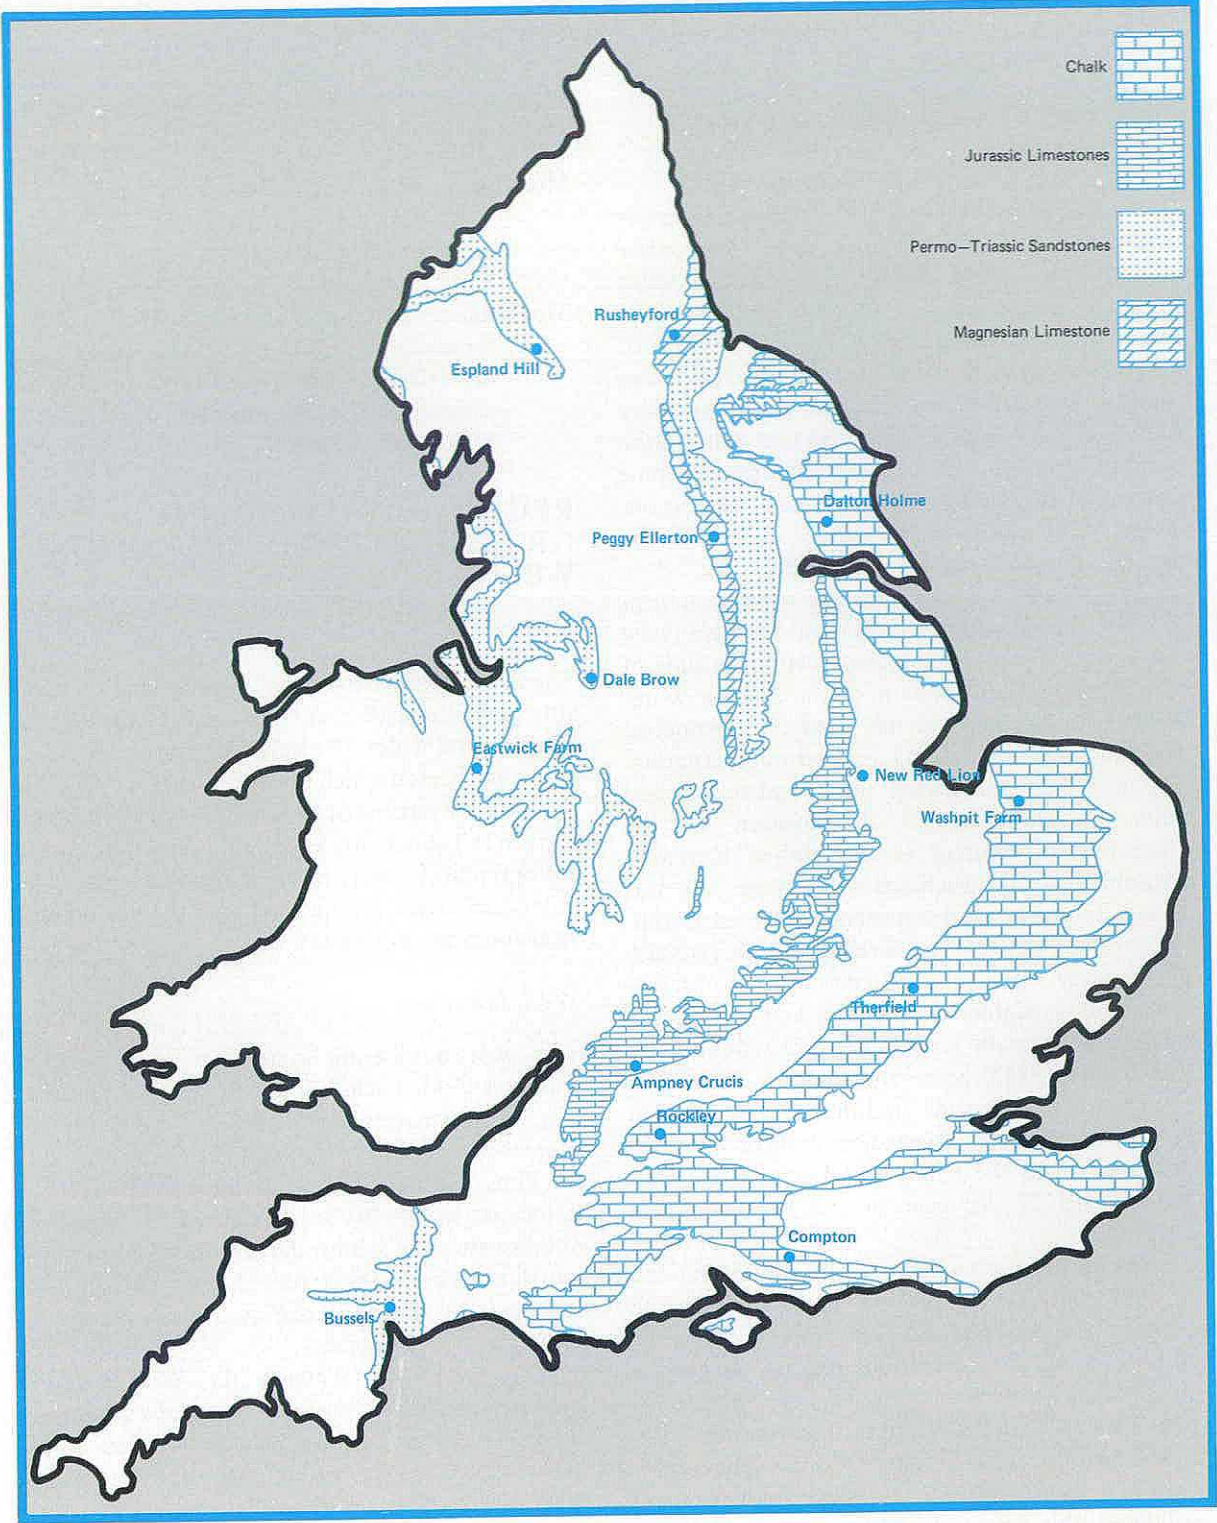 Chalk
Jurassic Limestones
Permo—Triassic Sandstones
Magnesian Limestone
Rusheyford
Espland Hill
Dalton Holme
Peggy Ellerton
Dale Brow
Eastwick Farm
New Red Lion
Washpit Farm
Therfield
Ampney Crucis
Rockley
Compton
Bussels